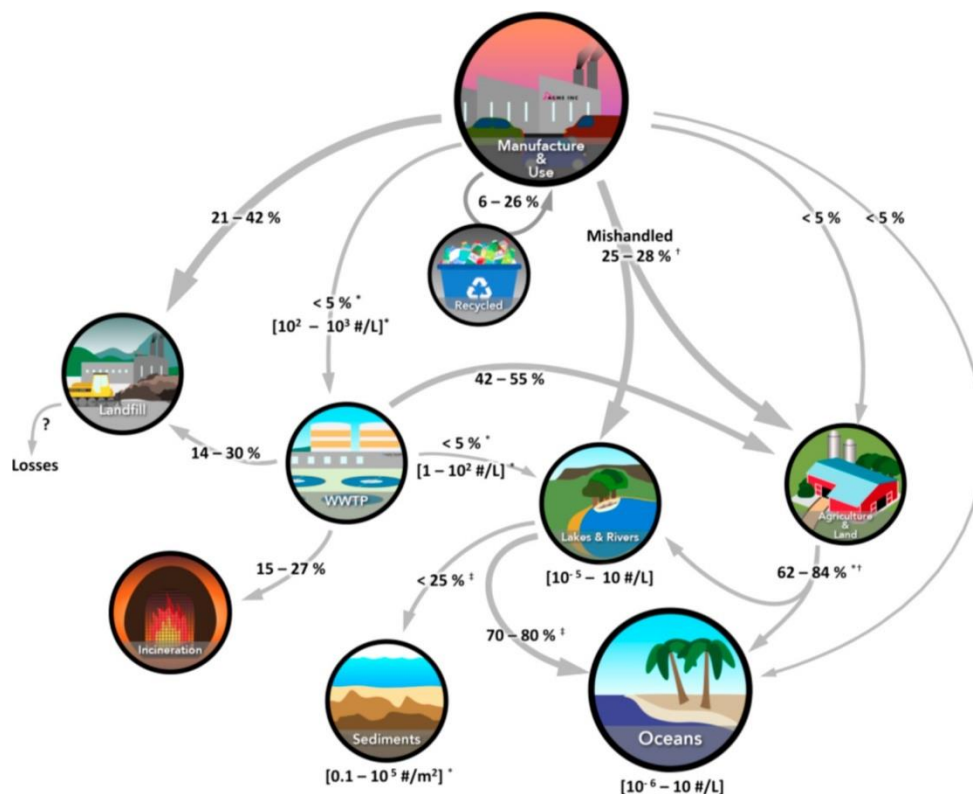 ACME INC
Manufacture
&
Use
21 – 42 %
6 – 26 %
< 5 %
< 5 %
Mishandled
25 – 28 % †
Recycled
< 5 % *
[10² – 10³ #/L]*
Landfill
42 – 55 %
?
Losses
14 – 30 %
WWTP
< 5 % *
[1 – 10² #/L] *
Agriculture
&
Land
Lakes & Rivers
[10⁻⁵ – 10 #/L]
15 – 27 %
< 25 % ‡
62 – 84 % *†
Incineration
70 – 80 % ‡
Sediments
[0.1 – 10⁵ #/m²] *
Oceans
[10⁻⁶ – 10 #/L]